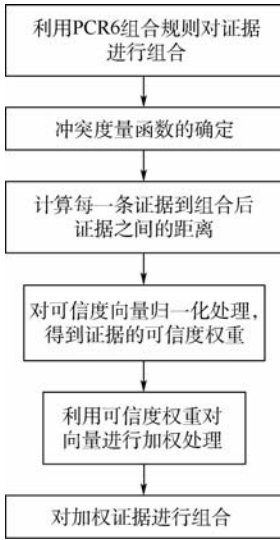 利用PCR6组合规则对证据
进行组合
冲突度量函数的确定
计算每一条证据到组合后
证据之间的距离
对可信度向量归一化处理,
得到证据的可信度权重
利用可信度权重对
向量进行加权处理
对加权证据进行组合